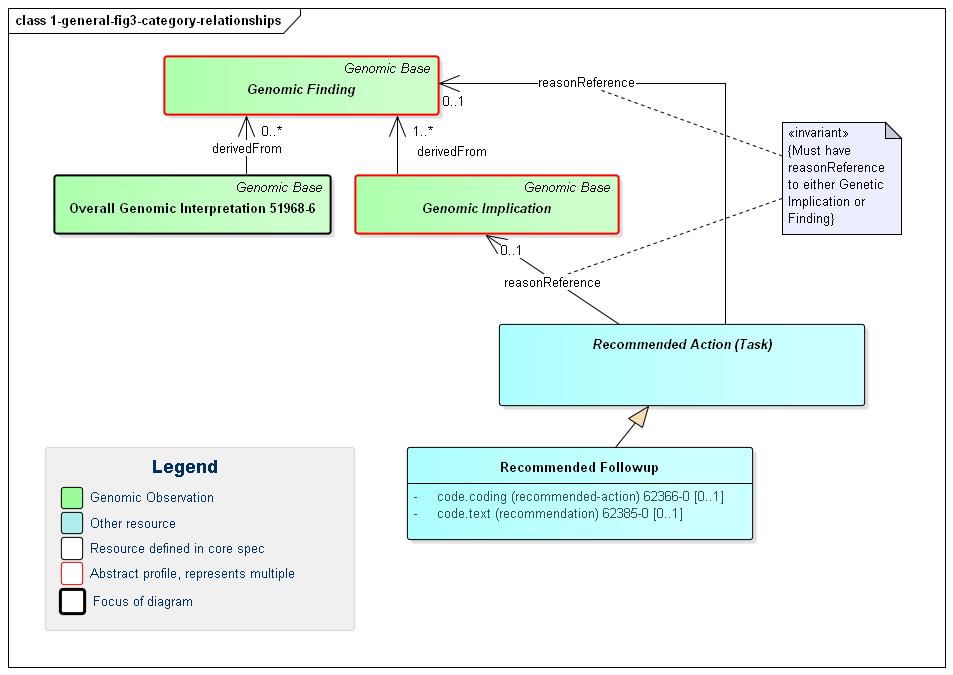 class 1-general-fig3-category-relationships
Genomic Base
Genomic Finding
reasonReference
0..1
0..*
derivedFrom
1..*
derivedFrom
«invariant»
{Must have
reasonReference
to either Genetic
Implication or
Finding}
Genomic Base
Overall Genomic Interpretation 51968-6
Genomic Base
Genomic Implication
0..1
reasonReference
Recommended Action (Task)
Recommended Followup
- code.coding (recommended-action) 62366-0 [0..1]
- code.text (recommendation) 62385-0 [0..1]
Legend
Genomic Observation
Other resource
Resource defined in core spec
Abstract profile, represents multiple
Focus of diagram